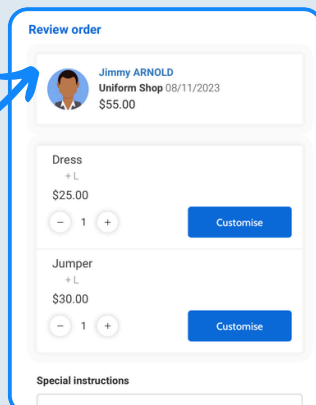 Review order
Jimmy ARNOLD
Uniform Shop 08/11/2023
$55.00
Dress
+ L
$25.00
− 1 +
Customise
Jumper
+ L
$30.00
− 1 +
Customise
Special instructions